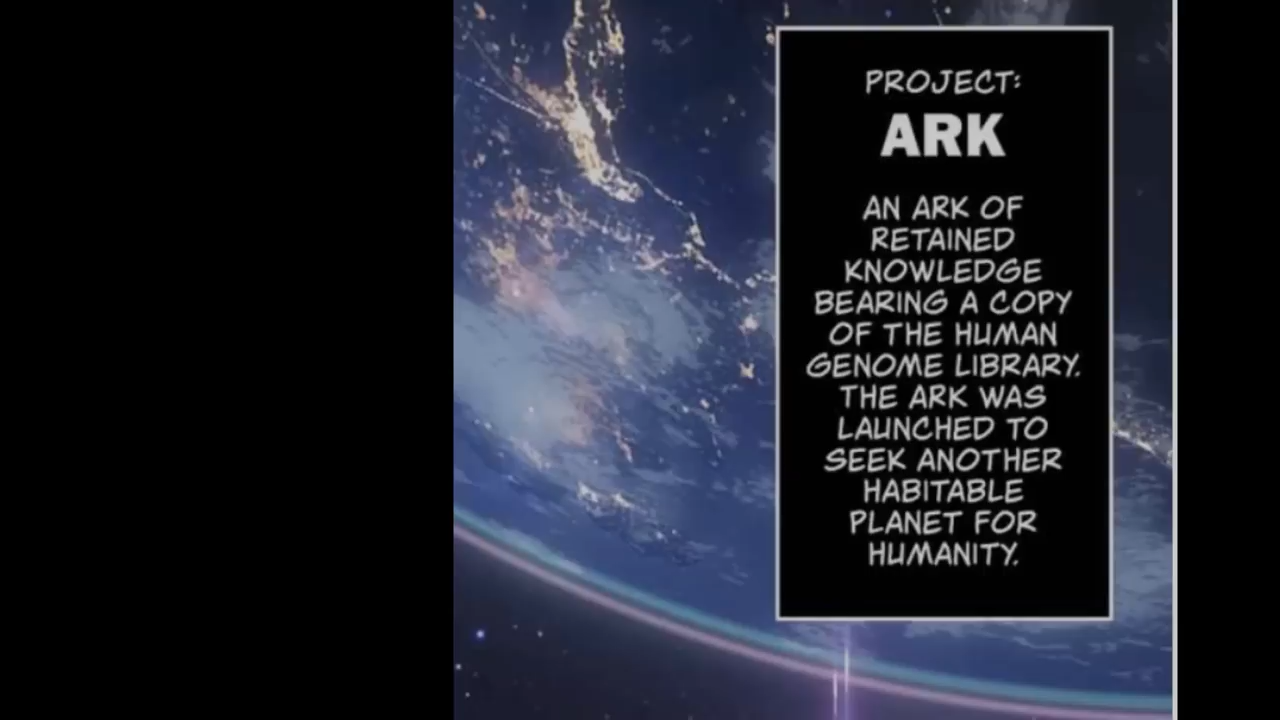 PROJECT:
ARK
AN ARK OF
RETAINED
KNOWLEDGE
BEARING A COPY
OF THE HUMAN
GENOME LIBRARY.
THE ARK WAS
LAUNCHED TO
SEEK ANOTHER
HABITABLE
PLANET FOR
HUMANITY.